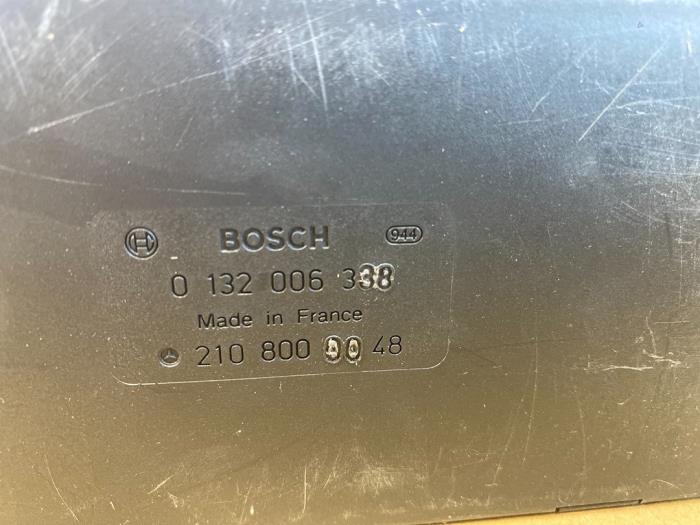 BOSCH 944
0 132 006 338
Made in France
210 800 00 48